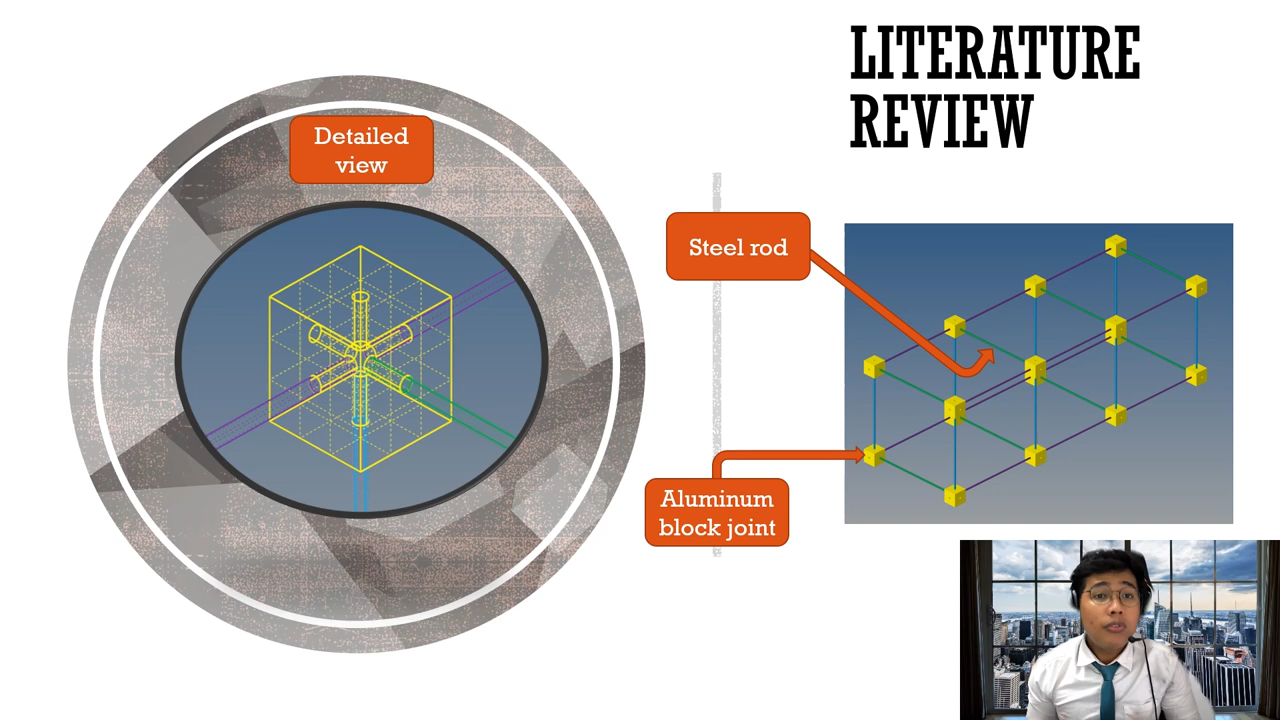 LITERATURE
REVIEW
Detailed
view
Steel rod
Aluminum
block joint